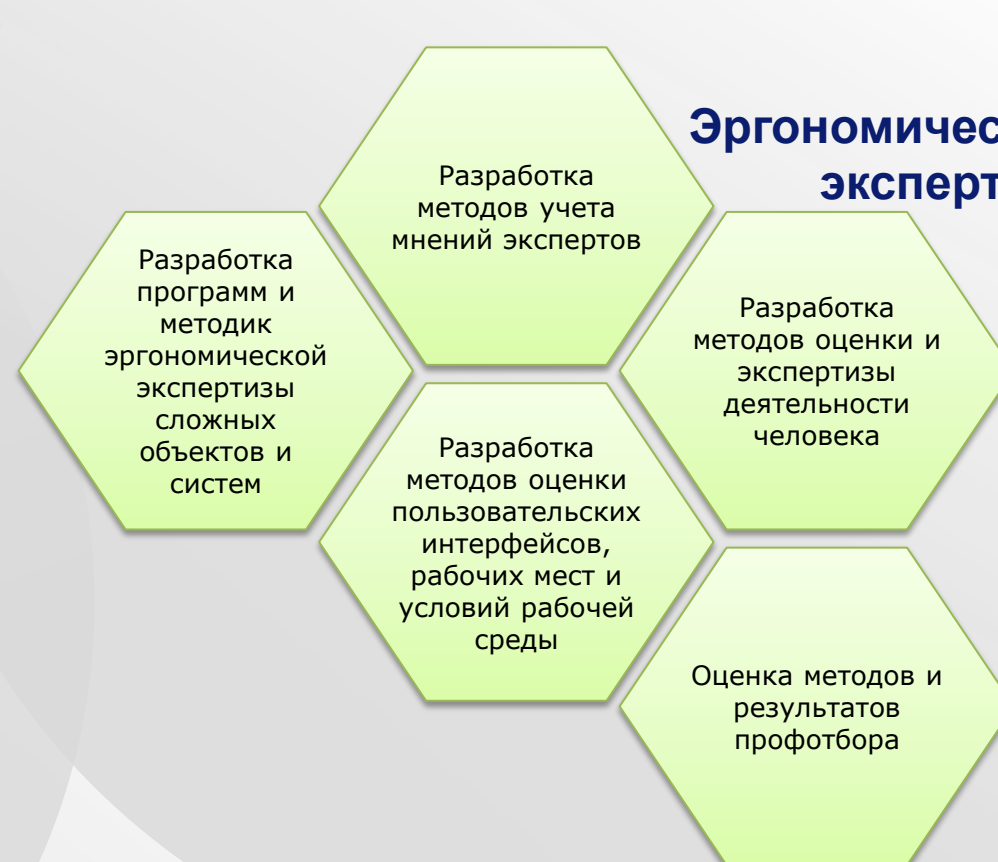 Эргономичес
эксперт
Разработка
методов учета
мнений экспертов
Разработка
программ и
методик
эргономической
экспертизы
сложных
объектов и
систем
Разработка
методов оценки и
экспертизы
деятельности
человека
Разработка
методов оценки
пользовательских
интерфейсов,
рабочих мест и
условий рабочей
среды
Оценка методов и
результатов
профотбора